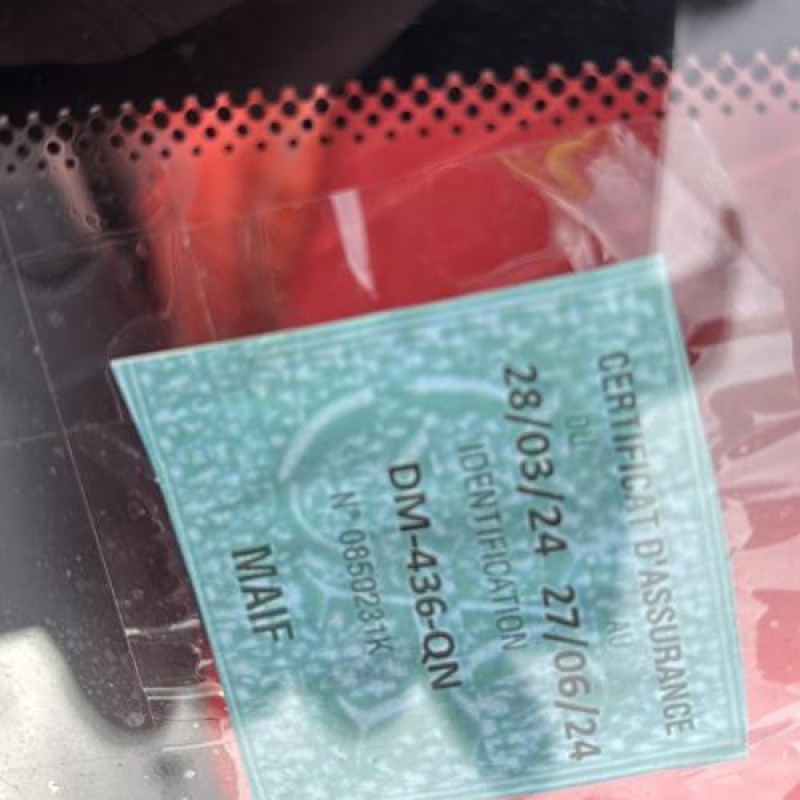 CERTIFICAT D'ASSURANCE
DU AU
28/03/24 27/06/24
IDENTIFICATION
DM-436-QN
N° 0850231K
MAIF